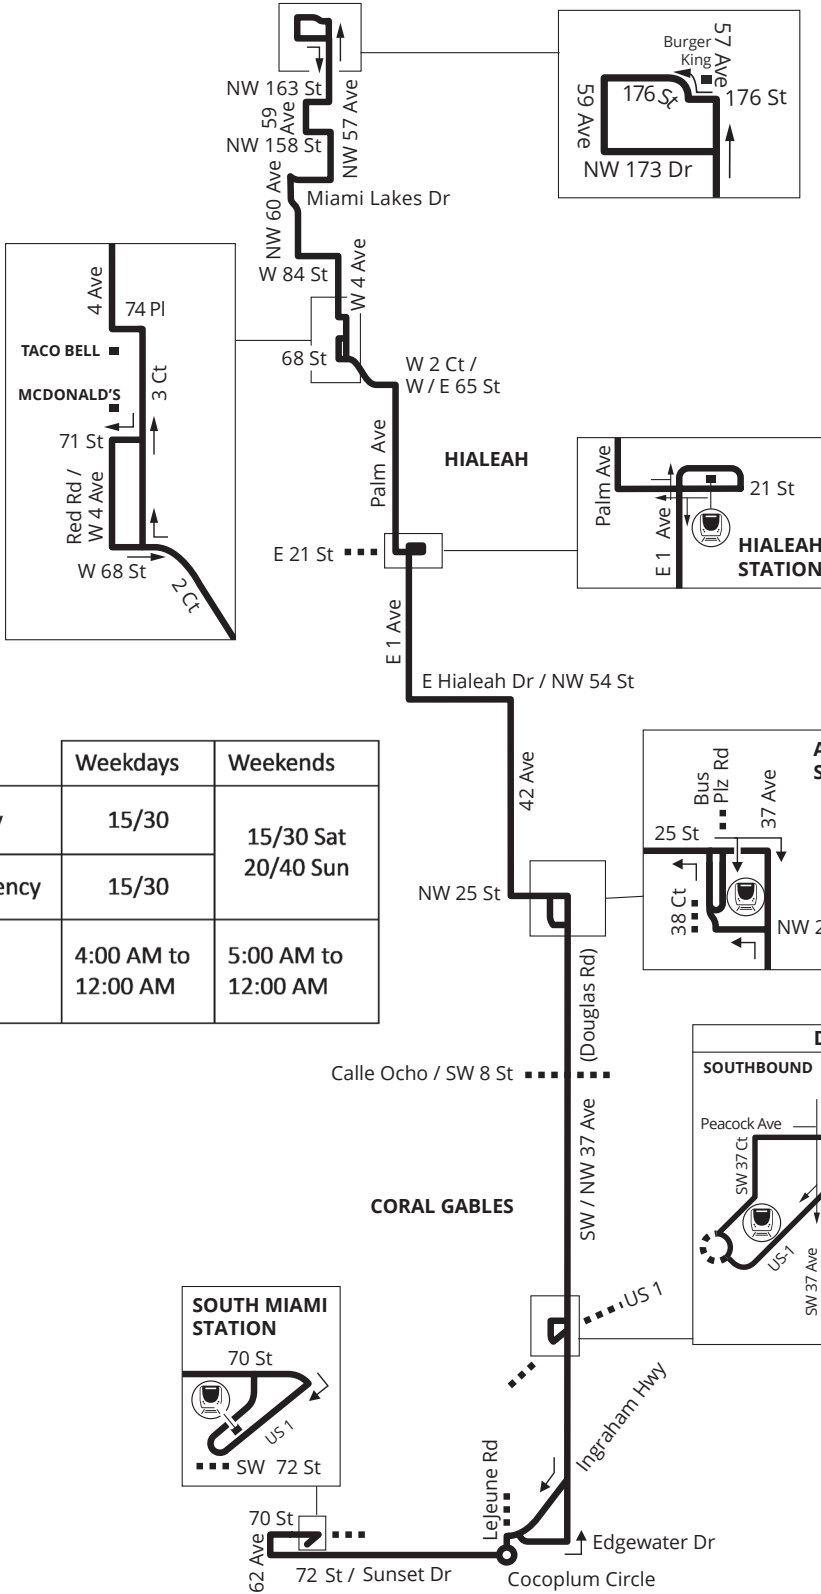 NW 163 St
59
Ave
NW 158 St
NW 57 Ave
NW 60 Ave
Miami Lakes Dr
W 84 St
W 4 Ave
68 St
W 2 Ct /
W / E 65 St
Burger
King
57 Ave
176 St
176 St
59 Ave
NW 173 Dr
4 Ave
74 Pl
TACO BELL
3 Ct
MCDONALD'S
71 St
Red Rd /
W 4 Ave
W 68 St
2 Ct
Palm Ave
HIALEAH
E 21 St
Palm Ave
21 St
E 1 Ave
HIALEAH
STATION
E 1 Ave
E Hialeah Dr / NW 54 St
42 Ave
Weekdays
Weekends
15/30
15/30 Sat
20/40 Sun
15/30
4:00 AM to
12:00 AM
5:00 AM to
12:00 AM
NW 25 St
Bus
Plz Rd
37 Ave
25 St
38 Ct
NW 2
(Douglas Rd)
Calle Ocho / SW 8 St
SW / NW 37 Ave
CORAL GABLES
SOUTHBOUND
Peacock Ave
SW 37 Ct
US-1
SW 37 Ave
US 1
SOUTH MIAMI
STATION
70 St
US 1
SW 72 St
Ingraham Hwy
LeJeune Rd
70 St
62 Ave
72 St / Sunset Dr
Edgewater Dr
Cocoplum Circle